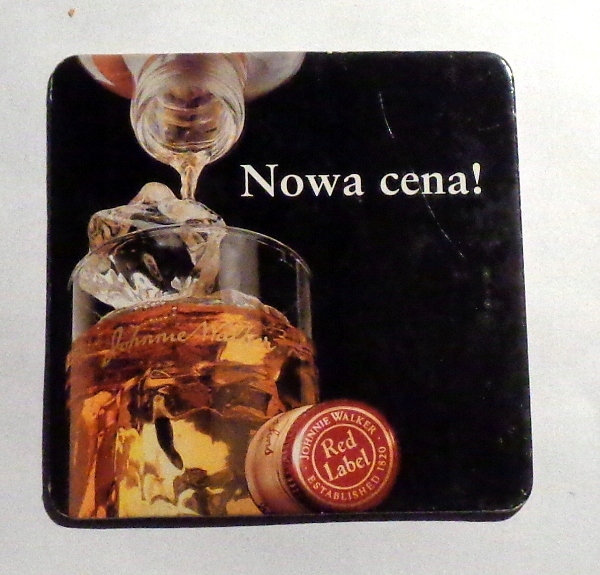 Nowa cena!
Johnnie Walker
JOHNNIE WALKER
Red
Label
ESTABLISHED 1820